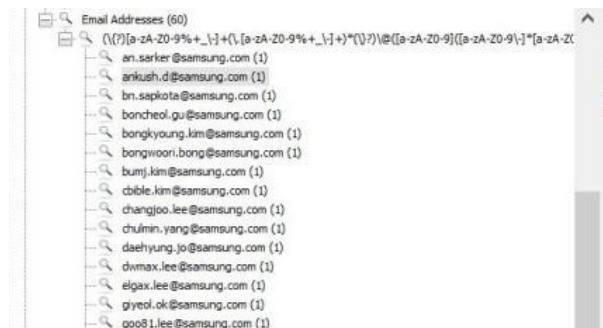 Email Addresses (60)
(\{?)[a-zA-Z0-9%+_\-]+(\.[a-zA-Z0-9%+_\-]+)*(\}?)\@([a-zA-Z0-9]([a-zA-Z0-9\-]*[a-zA-Z0
an.sarker@samsung.com (1)
ankush.d@samsung.com (1)
bn.sapkota@samsung.com (1)
boncheol.gu@samsung.com (1)
bongkyoung.kim@samsung.com (1)
bongwoori.bong@samsung.com (1)
bumj.kim@samsung.com (1)
cbible.kim@samsung.com (1)
changjoo.lee@samsung.com (1)
chulmin.yang@samsung.com (1)
daehyung.jo@samsung.com (1)
dwmax.lee@samsung.com (1)
elgax.lee@samsung.com (1)
giyeol.ok@samsung.com (1)
goo81.lee@samsung.com (1)